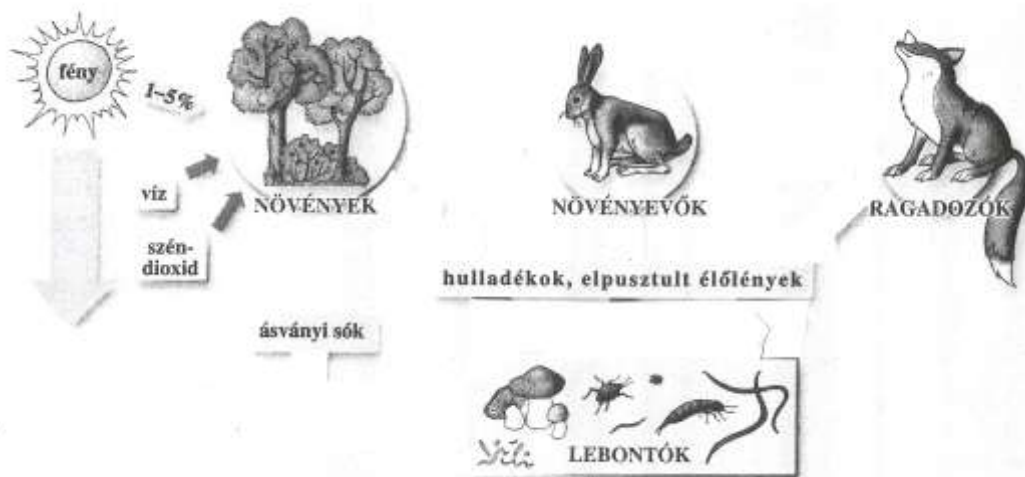 fény
1–5%
víz
szén-
dioxid
NÖVÉNYEK
NÖVÉNYEVŐK
RAGADOZÓK
hulladékok, elpusztult élőlények
ásványi sók
LEBONTÓK